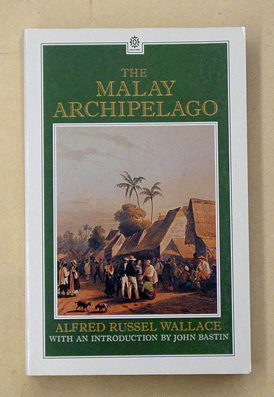 THE
MALAY
ARCHIPELAGO
ALFRED RUSSEL WALLACE
WITH AN INTRODUCTION BY JOHN BASTIN